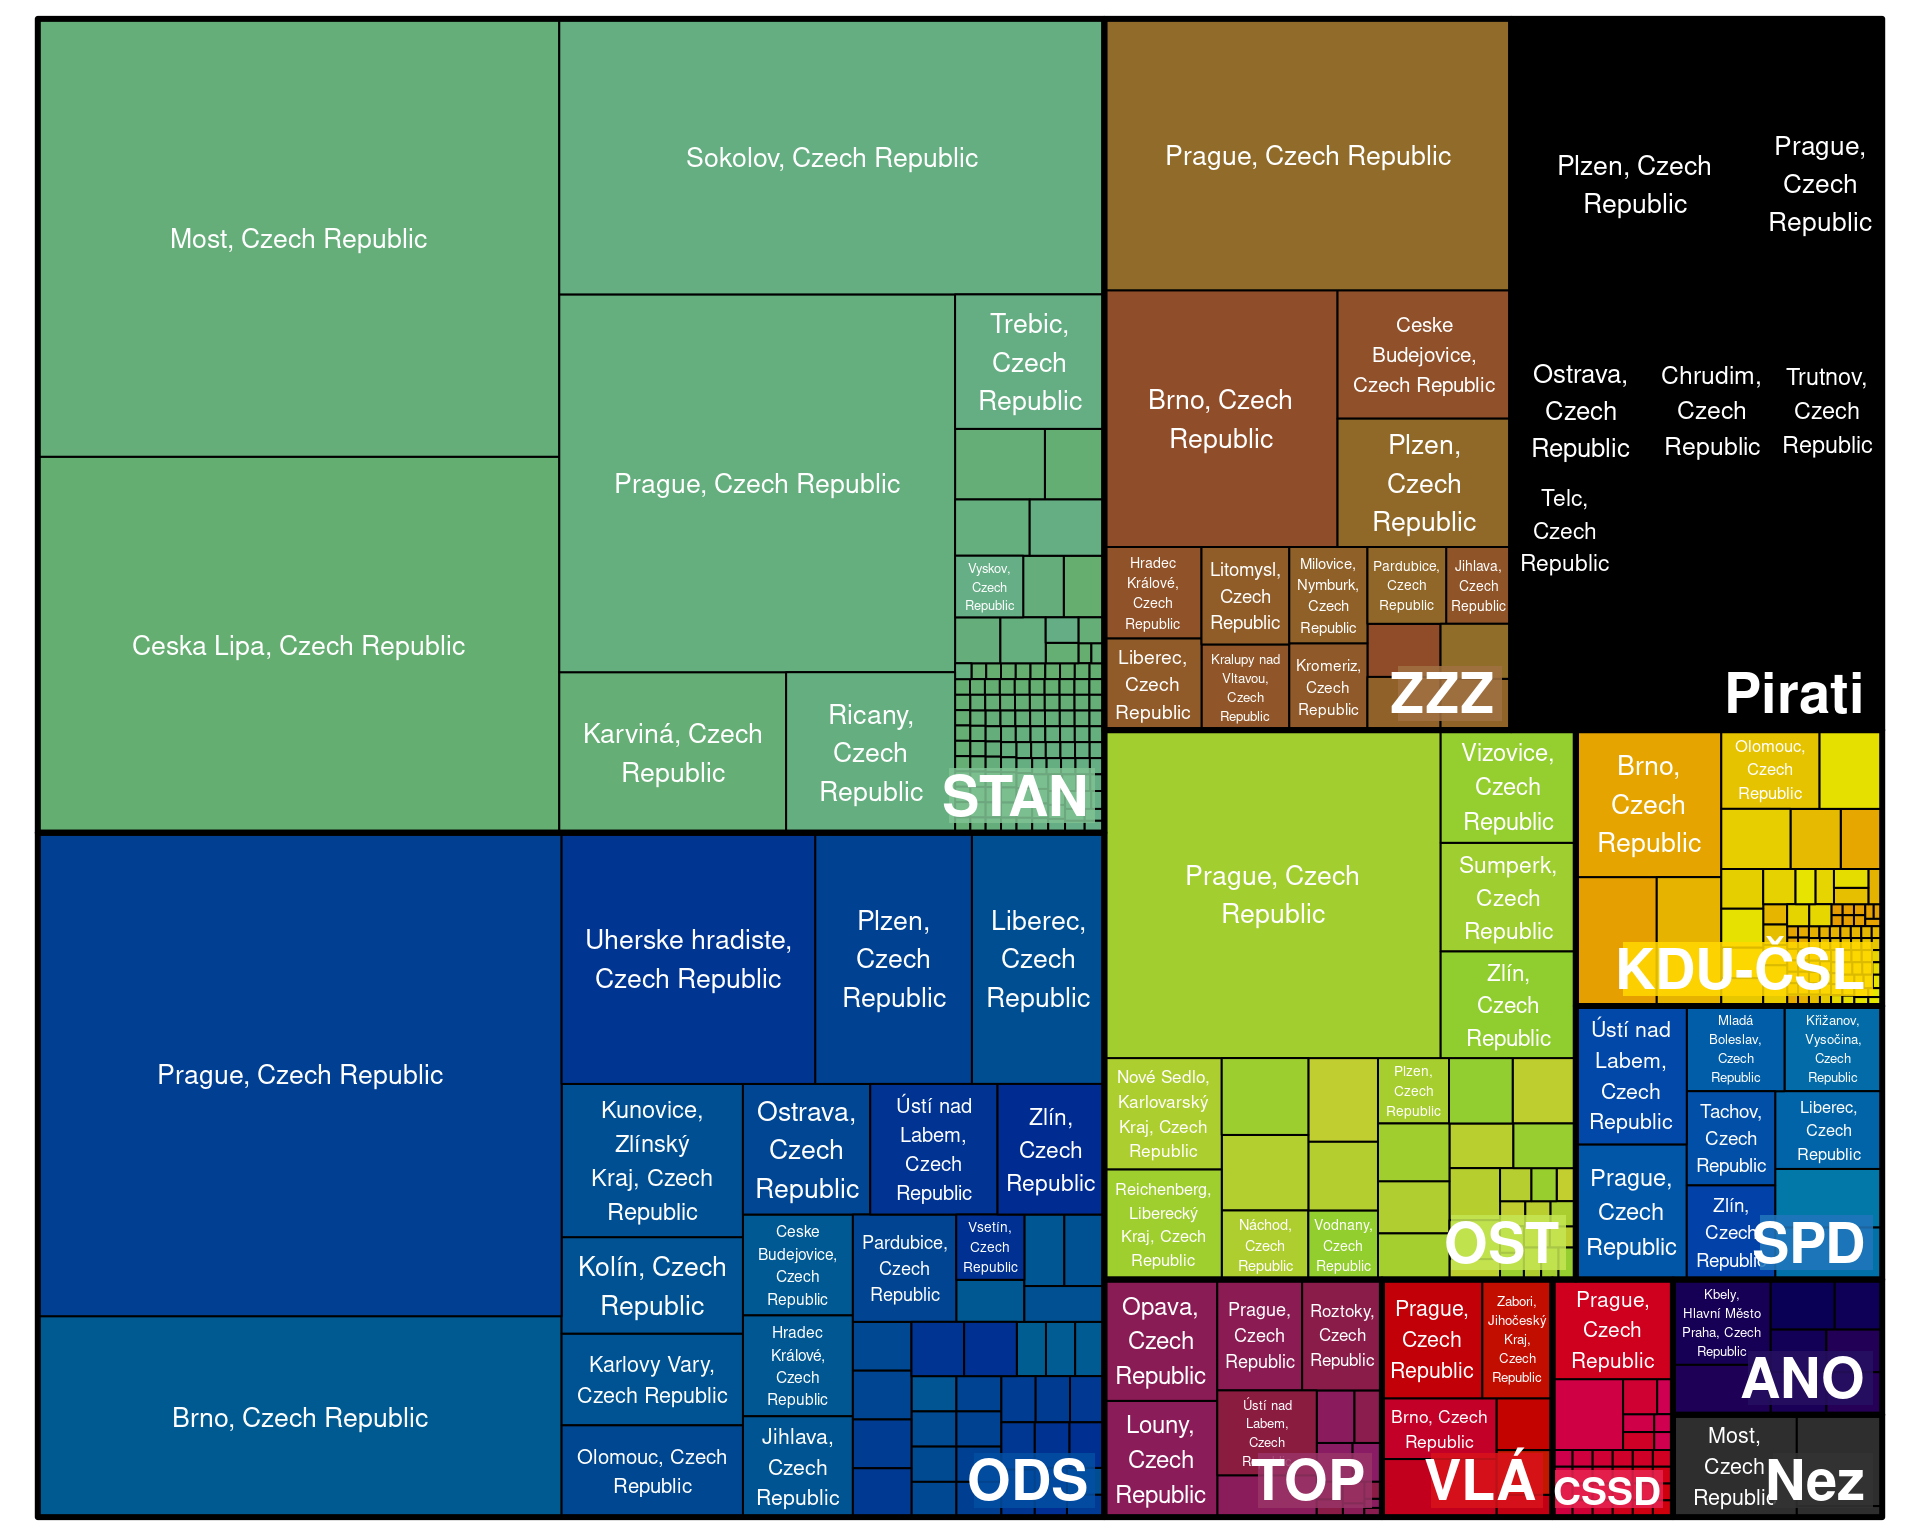 Most, Czech Republic
Ceska Lipa, Czech Republic
Sokolov, Czech Republic
Prague, Czech Republic
Trebic,
Czech
Republic
Vyskov,
Czech
Republic
Karviná, Czech
Republic
Ricany,
Czech
Republic
STAN
Prague, Czech Republic
Brno, Czech
Republic
Ceske
Budejovice,
Czech Republic
Plzen,
Czech
Republic
Hradec
Králové,
Czech
Republic
Litomysl,
Czech
Republic
Milovice,
Nymburk,
Czech
Republic
Pardubice,
Czech
Republic
Jihlava,
Czech
Republic
Liberec,
Czech
Republic
Kralupy nad
Vltavou,
Czech
Republic
Kromeriz,
Czech
Republic
ZZZ
Plzen, Czech
Republic
Prague,
Czech
Republic
Ostrava,
Czech
Republic
Chrudim,
Czech
Republic
Trutnov,
Czech
Republic
Telc,
Czech
Republic
Pirati
Prague, Czech Republic
Brno, Czech Republic
Uherske hradiste,
Czech Republic
Plzen,
Czech
Republic
Liberec,
Czech
Republic
Kunovice,
Zlínský
Kraj, Czech
Republic
Ostrava,
Czech
Republic
Ústí nad
Labem,
Czech
Republic
Zlín,
Czech
Republic
Kolín, Czech
Republic
Ceske
Budejovice,
Czech
Republic
Pardubice,
Czech
Republic
Vsetín,
Czech
Republic
Karlovy Vary,
Czech Republic
Hradec
Králové,
Czech
Republic
Olomouc, Czech
Republic
Jihlava,
Czech
Republic
ODS
Prague, Czech
Republic
Vizovice,
Czech
Republic
Sumperk,
Czech
Republic
Zlín,
Czech
Republic
Nové Sedlo,
Karlovarský
Kraj, Czech
Republic
Plzen,
Czech
Republic
Reichenberg,
Liberecký
Kraj, Czech
Republic
Náchod,
Czech
Republic
Vodnany,
Czech
Republic
OST
Brno,
Czech
Republic
Olomouc,
Czech
Republic
KDU-ČSL
Ústí nad
Labem,
Czech
Republic
Mladá
Boleslav,
Czech
Republic
Křižanov,
Vysočina,
Czech
Republic
Tachov,
Czech
Republic
Liberec,
Czech
Republic
Prague,
Czech
Republic
Zlín,
Czech
Republic
SPD
Opava,
Czech
Republic
Prague,
Czech
Republic
Roztoky,
Czech
Republic
Louny,
Czech
Republic
Ústí nad
Labem,
Czech
TOP
Prague,
Czech
Republic
Zabori,
Jihočeský
Kraj,
Czech
Republic
Brno, Czech
Republic
VLÁ
Prague,
Czech
Republic
CSSD
Kbely,
Hlavní Město
Praha, Czech
Republic
ANO
Most,
Czech
Republic
Nez